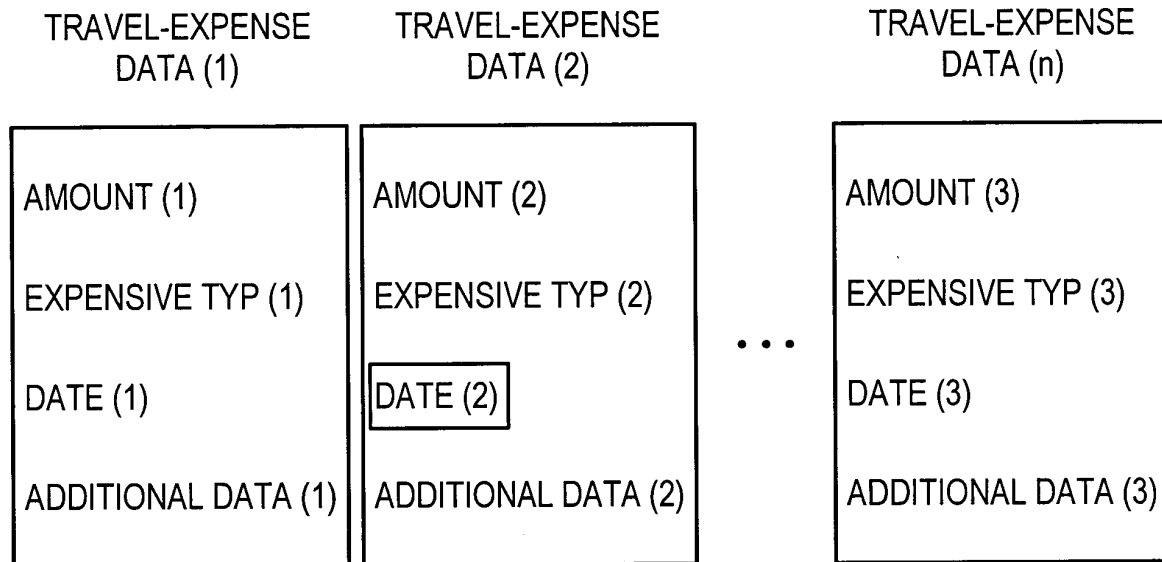 TRAVEL-EXPENSE
DATA (1)
TRAVEL-EXPENSE
DATA (2)
TRAVEL-EXPENSE
DATA (n)
AMOUNT (1)
EXPENSIVE TYP (1)
DATE (1)
ADDITIONAL DATA (1)
AMOUNT (2)
EXPENSIVE TYP (2)
DATE (2)
ADDITIONAL DATA (2)
• • •
AMOUNT (3)
EXPENSIVE TYP (3)
DATE (3)
ADDITIONAL DATA (3)